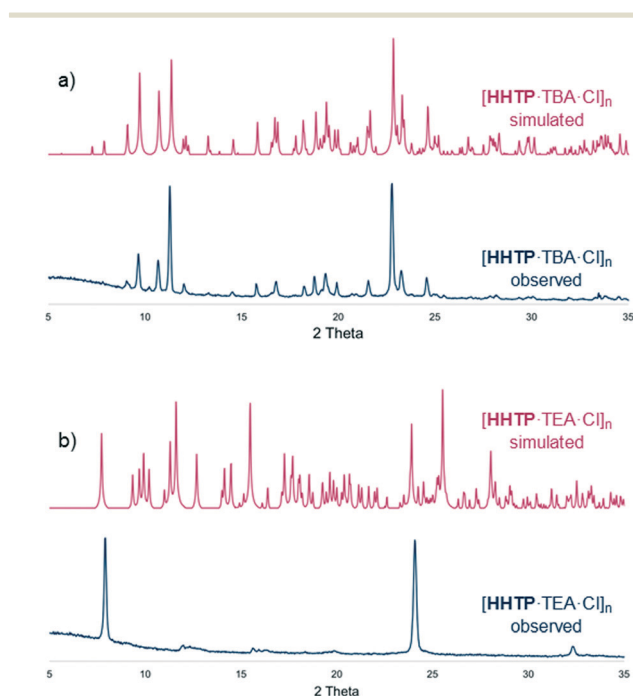 a)
[HHTP·TBA·Cl]n
simulated
[HHTP·TBA·Cl]n
observed
5 10 15 20 25 30 35
2 Theta
b)
[HHTP·TEA·Cl]n
simulated
[HHTP·TEA·Cl]n
observed
5 10 15 20 25 30 35
2 Theta